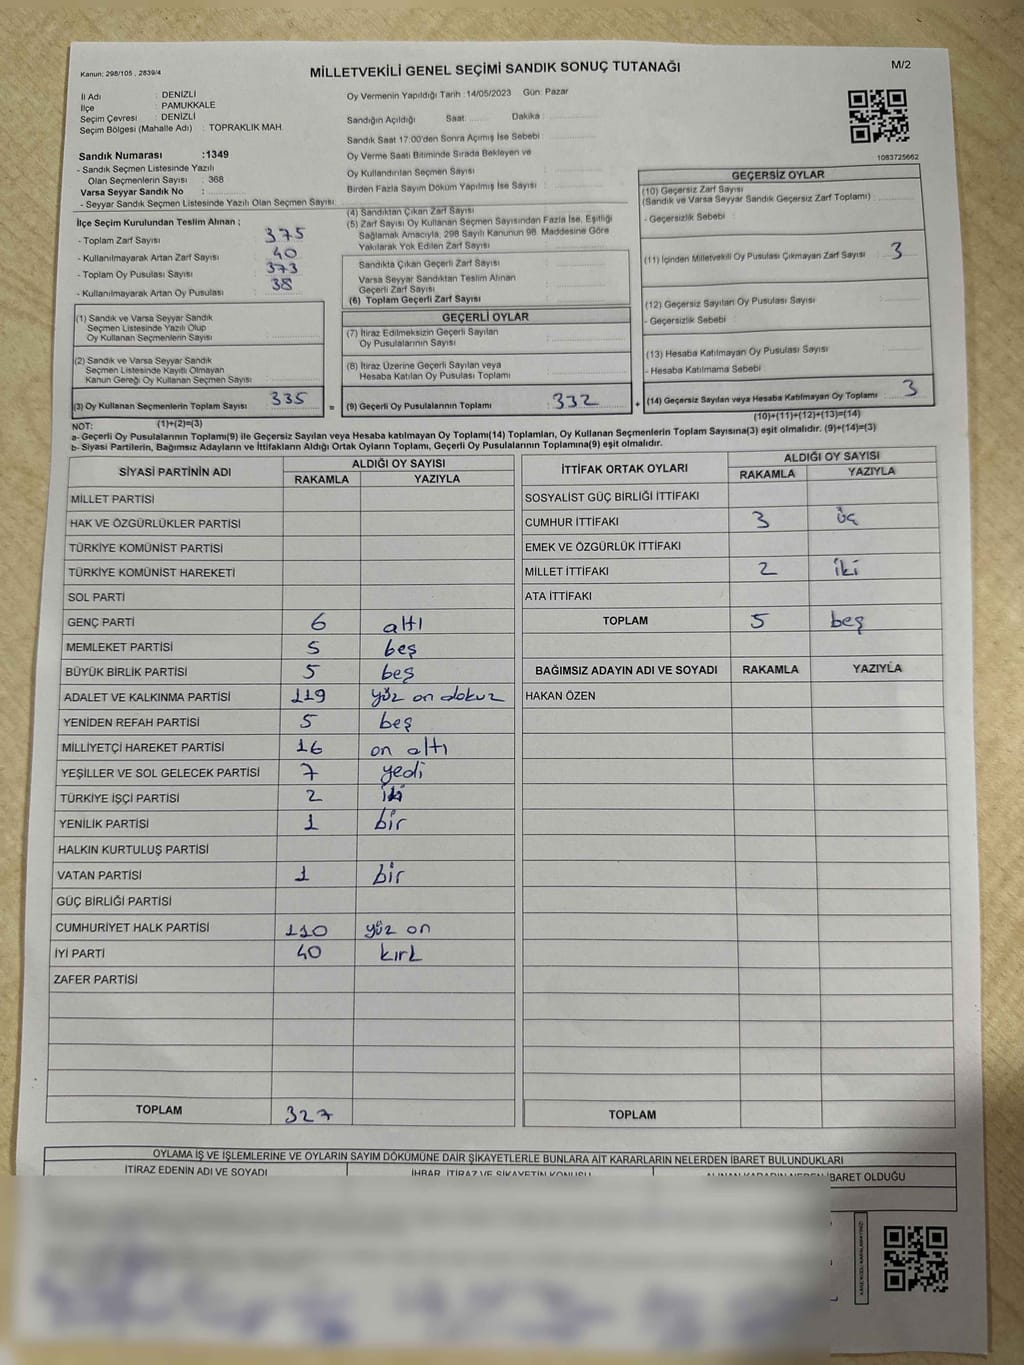 Kanun: 298/105 , 2839/4
MİLLETVEKİLİ GENEL SEÇİMİ SANDIK SONUÇ TUTANAĞI
M/2
İl Adı : DENİZLİ
İlçe : PAMUKKALE
Seçim Çevresi : DENİZLİ
Seçim Bölgesi (Mahalle Adı) : TOPRAKLIK MAH.
Sandık Numarası :1349
- Sandık Seçmen Listesinde Yazılı
Olan Seçmenlerin Sayısı : 368
Varsa Seyyar Sandık No :
- Seyyar Sandık Seçmen Listesinde Yazılı Olan Seçmen Sayısı:
Oy Vermenin Yapıldığı Tarih :14/05/2023 Gün: Pazar
Sandığın Açıldığı Saat: Dakika :
Sandık Saat 17:00'den Sonra Açımış İse Sebebi :
Oy Verme Saati Bitiminde Sırada Bekleyen ve
Oy Kullandırılan Seçmen Sayısı :
Birden Fazla Sayım Döküm Yapılmış İse Sayısı :
1083725662
İlçe Seçim Kurulundan Teslim Alınan ;
- Toplam Zarf Sayısı : 375
- Kullanılmayarak Artan Zarf Sayısı : 40
- Toplam Oy Pusulası Sayısı : 373
- Kullanılmayarak Artan Oy Pusulası : 38
(1) Sandık ve Varsa Seyyar Sandık
Seçmen Listesinde Yazılı Olup
Oy Kullanan Seçmenlerin Sayısı :
(2) Sandık ve Varsa Seyyar Sandık
Seçmen Listesinde Kayıtlı Olmayan
Kanun Gereği Oy Kullanan Seçmen Sayısı :
(3) Oy Kullanan Seçmenlerin Toplam Sayısı : 335
(1)+(2)=(3)
(4) Sandıktan Çıkan Zarf Sayısı :
(5) Zarf Sayısı Oy Kullanan Seçmen Sayısından Fazla İse, Eşitliği
Sağlamak Amacıyla, 298 Sayılı Kanunun 98. Maddesine Göre
Yakılarak Yok Edilen Zarf Sayısı :
Sandıkta Çıkan Geçerli Zarf Sayısı :
Varsa Seyyar Sandıktan Teslim Alınan
Geçerli Zarf Sayısı :
(6) Toplam Geçerli Zarf Sayısı :
GEÇERLİ OYLAR
(7) İtiraz Edilmeksizin Geçerli Sayılan
Oy Pusulalarının Sayısı :
(8) İtiraz Üzerine Geçerli Sayılan veya
Hesaba Katılan Oy Pusulası Toplamı :
= (9) Geçerli Oy Pusulalarının Toplamı : 332 +
GEÇERSİZ OYLAR
(10) Geçersiz Zarf Sayısı
(Sandık ve Varsa Seyyar Sandık Geçersiz Zarf Toplamı) :
- Geçersizlik Sebebi :
(11) İçinden Milletvekili Oy Pusulası Çıkmayan Zarf Sayısı : 3
(12) Geçersiz Sayılan Oy Pusulası Sayısı :
- Geçersizlik Sebebi :
(13) Hesaba Katılmayan Oy Pusulası Sayısı :
- Hesaba Katılmama Sebebi :
(14) Geçersiz Sayılan veya Hesaba Katılmayan Oy Toplamı : 3
(10)+(11)+(12)+(13)=(14)
NOT:
a- Geçerli Oy Pusulalarının Toplamı(9) ile Geçersiz Sayılan veya Hesaba katılmayan Oy Toplamı(14) Toplamları, Oy Kullanan Seçmenlerin Toplam Sayısına(3) eşit olmalıdır. (9)+(14)=(3)
b- Siyasi Partilerin, Bağımsız Adayların ve İttifakların Aldığı Ortak Oyların Toplamı, Geçerli Oy Pusulalarının Toplamına(9) eşit olmalıdır.
SİYASİ PARTİNİN ADI ALDIĞI OY SAYISI
RAKAMLA YAZIYLA
MİLLET PARTİSİ
HAK VE ÖZGÜRLÜKLER PARTİSİ
TÜRKİYE KOMÜNİST PARTİSİ
TÜRKİYE KOMÜNİST HAREKETİ
SOL PARTİ
GENÇ PARTİ 6 altı
MEMLEKET PARTİSİ 5 beş
BÜYÜK BİRLİK PARTİSİ 5 beş
ADALET VE KALKINMA PARTİSİ 119 yüz on dokuz
YENİDEN REFAH PARTİSİ 5 beş
MİLLİYETÇİ HAREKET PARTİSİ 16 on altı
YEŞİLLER VE SOL GELECEK PARTİSİ 7 yedi
TÜRKİYE İŞÇİ PARTİSİ 2 iki
YENİLİK PARTİSİ 1 bir
HALKIN KURTULUŞ PARTİSİ
VATAN PARTİSİ 1 bir
GÜÇ BİRLİĞİ PARTİSİ
CUMHURİYET HALK PARTİSİ 110 yüz on
İYİ PARTİ 40 kırk
ZAFER PARTİSİ
TOPLAM 327
İTTİFAK ORTAK OYLARI ALDIĞI OY SAYISI
RAKAMLA YAZIYLA
SOSYALİST GÜÇ BİRLİĞİ İTTİFAKI
CUMHUR İTTİFAKI 3 üç
EMEK VE ÖZGÜRLÜK İTTİFAKI
MİLLET İTTİFAKI 2 iki
ATA İTTİFAKI
TOPLAM 5 beş
BAĞIMSIZ ADAYIN ADI VE SOYADI RAKAMLA YAZIYLA
HAKAN ÖZEN
TOPLAM
OYLAMA İŞ VE İŞLEMLERİNE VE OYLARIN SAYIM DÖKÜMÜNE DAİR ŞİKAYETLERLE BUNLARA AİT KARARLARIN NELERDEN İBARET BULUNDUKLARI
İTİRAZ EDENİN ADI VE SOYADI İHBAR, İTİRAZ VE ŞİKAYETİN KONUSU ALINAN KARARIN NEDEN İBARET OLDUĞU